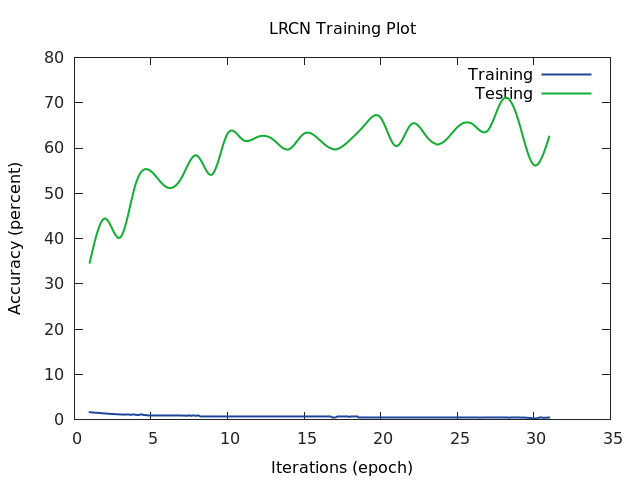 LRCN Training Plot
Training
Testing
80
70
60
50
40
30
20
10
0
Accuracy (percent)
0 5 10 15 20 25 30 35
Iterations (epoch)